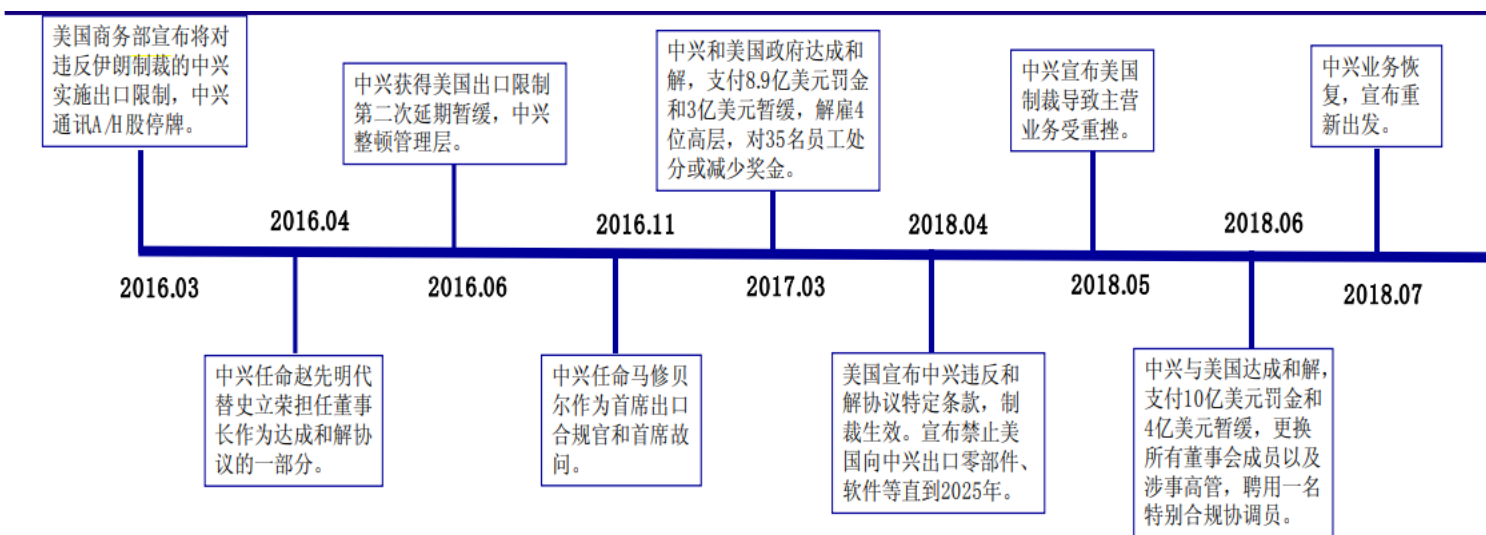 美国商务部宣布将对
违反伊朗制裁的中兴
实施出口限制，中兴
通讯A/H股停牌。
中兴获得美国出口限制
第二次延期暂缓，中兴
整顿管理层。
中兴和美国政府达成和
解，支付8.9亿美元罚金
和3亿美元暂缓，解雇4
位高层，对35名员工处
分或减少奖金。
中兴宣布美国
制裁导致主营
业务受重挫。
中兴业务恢
复，宣布重
新出发。
2016.04
2016.11
2018.04
2018.06
2016.03
2016.06
2017.03
2018.05
2018.07
中兴任命赵先明代
替史立荣担任董事
长作为达成和解协
议的一部分。
中兴任命马修贝
尔作为首席出口
合规官和首席故
问。
美国宣布中兴违反和
解协议特定条款，制
裁生效。宣布禁止美
国向中兴出口零部件、
软件等直到2025年。
中兴与美国达成和解，
支付10亿美元罚金和
4亿美元暂缓，更换
所有董事会成员以及
涉事高管，聘用一名
特别合规协调员。